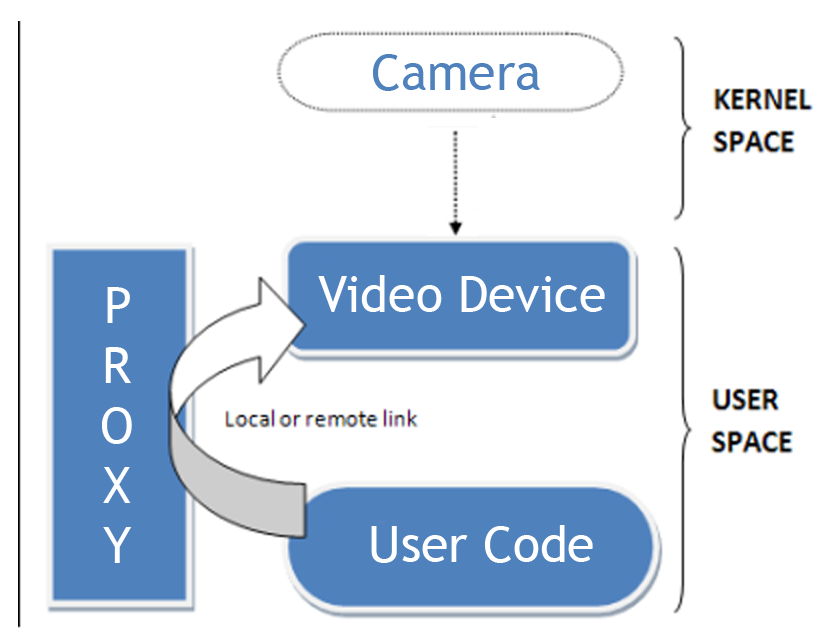 Camera
KERNEL
SPACE
Video Device
P
R
O
X
Y
Local or remote link
USER
SPACE
User Code